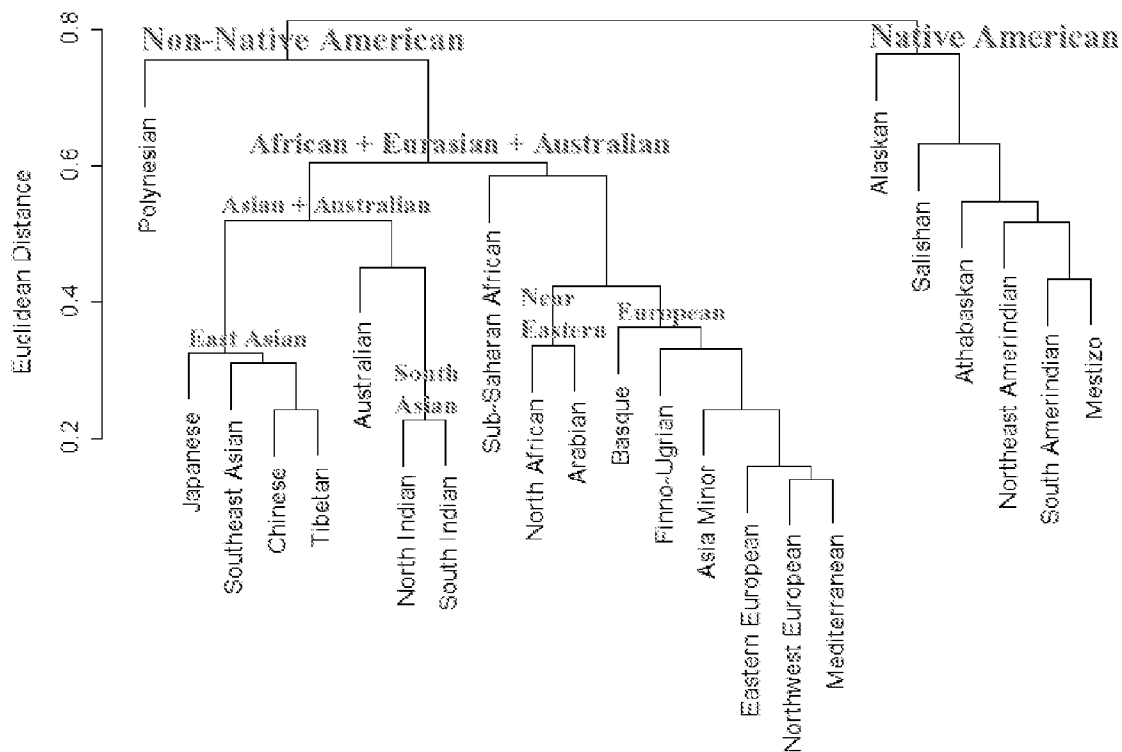 Euclidean Distance
0.8
0.6
0.4
0.2
Non-Native American
Native American
African + Eurasian + Australian
Asian + Australian
East Asian
South
Asian
Near
Eastern
European
Polynesian
Japanese
Southeast Asian
Chinese
Tibetan
Australian
North Indian
South Indian
Sub-Saharan African
North African
Arabian
Basque
Finno-Ugrian
Asia Minor
Eastern European
Northwest European
Mediterranean
Alaskan
Salishan
Athabaskan
Northeast Amerindian
South Amerindian
Mestizo